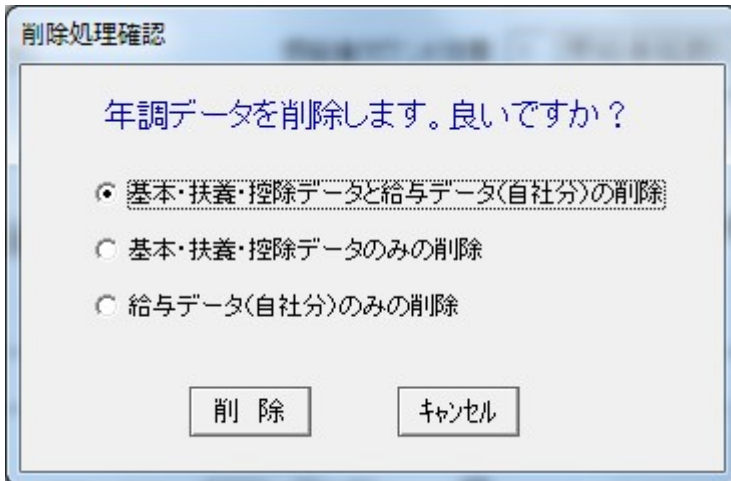 削除処理確認
年調データを削除します。良いですか？
基本・扶養・控除データと給与データ(自社分)の削除
基本・扶養・控除データのみの削除
給与データ(自社分)のみの削除
削 除
ｷｬﾝｾﾙ